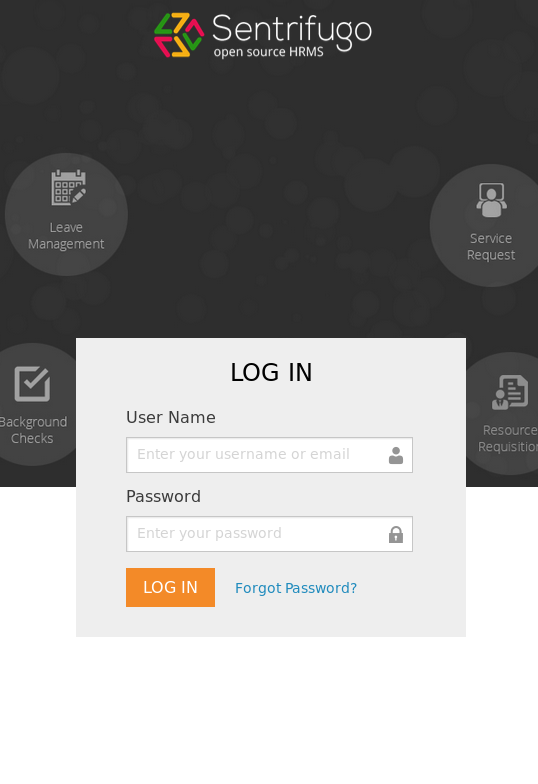 Sentrifugo
open source HRMS
Leave
Management
Service
Request
Background
Checks
Resource
Requisition
LOG IN
User Name
Enter your username or email
Password
Enter your password
LOG IN
Forgot Password?